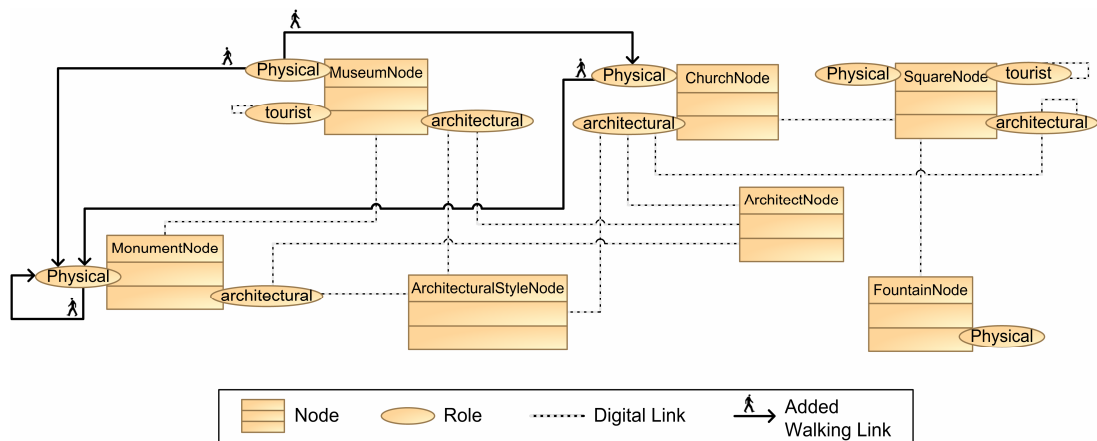 Physical
MuseumNode
tourist
architectural
Physical
ChurchNode
architectural
Physical
SquareNode
tourist
architectural
ArchitectNode
MonumentNode
Physical
architectural
ArchitecturalStyleNode
FountainNode
Physical
Node
Role
Digital Link
Added
Walking Link